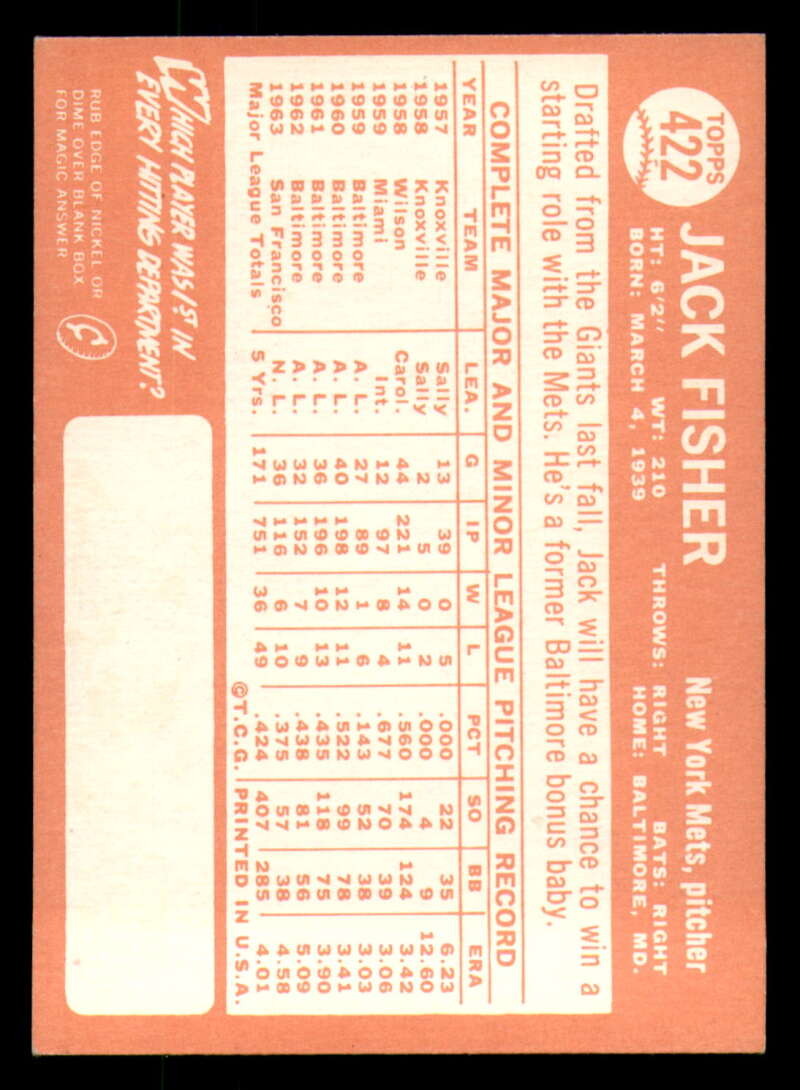 TOPPS
422
JACK FISHER
New York Mets, pitcher
HT: 6'2" WT: 210 THROWS: RIGHT BATS: RIGHT
BORN: MARCH 4, 1939 HOME: BALTIMORE, MD.
Drafted from the Giants last fall, Jack will have a chance to win a
starting role with the Mets. He's a former Baltimore bonus baby.
COMPLETE MAJOR AND MINOR LEAGUE PITCHING RECORD
YEAR TEAM LEA. G IP W L PCT SO BB ERA
1957 Knoxville Sally 13 39 0 5 .000 22 35 6.23
1958 Knoxville Sally 2 5 0 2 .000 4 9 12.60
1958 Wilson Carol. 44 221 14 11 .560 174 124 3.42
1959 Miami Int. 12 97 8 4 .677 70 39 3.06
1959 Baltimore A. L. 27 89 1 6 .143 52 38 3.03
1960 Baltimore A. L. 40 198 12 11 .522 99 78 3.41
1961 Baltimore A. L. 36 196 10 13 .435 118 75 3.90
1962 Baltimore A. L. 32 152 7 9 .438 81 56 5.09
1963 San Francisco N. L. 36 116 6 10 .375 57 38 4.58
Major League Totals 5 Yrs. 171 751 36 49 .424 407 285 4.01
©T.C.G. PRINTED IN U.S.A.
WHICH PLAYER WAS 1ST IN
EVERY HITTING DEPARTMENT?
RUB EDGE OF NICKEL OR
DIME OVER BLANK BOX
FOR MAGIC ANSWER